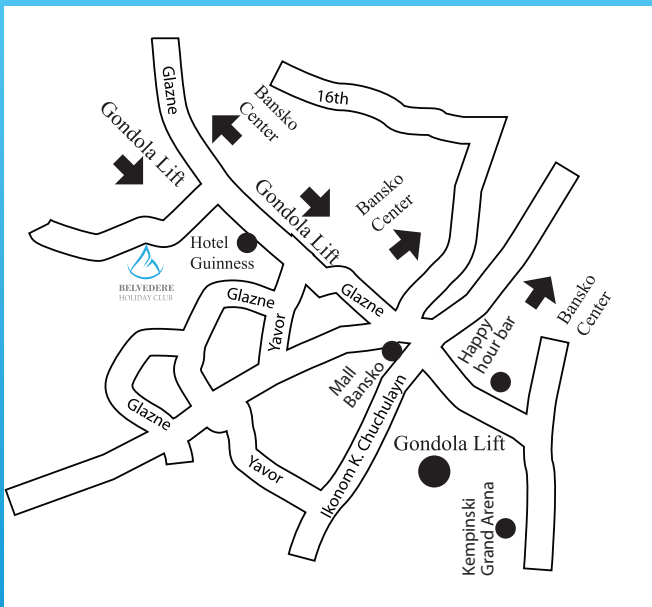 Glazne
16th
Bansko
Center
Gondola Lift
Gondola Lift
Bansko
Center
Hotel
Guinness
BELVEDERE
HOLIDAY CLUB
Glazne
Glazne
Yavor
Bansko
Center
Happy
hour bar
Mall
Bansko
Ikonom K. Chuchulayn
Glazne
Yavor
Gondola Lift
Kempinski
Grand Arena